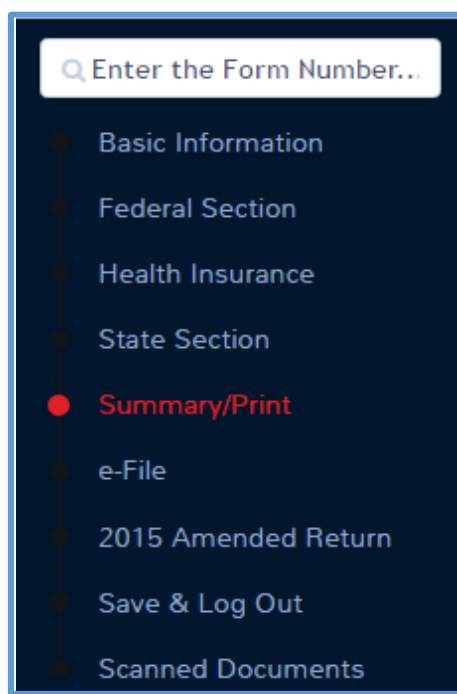 Enter the Form Number...
Basic Information
Federal Section
Health Insurance
State Section
Summary/Print
e-File
2015 Amended Return
Save & Log Out
Scanned Documents